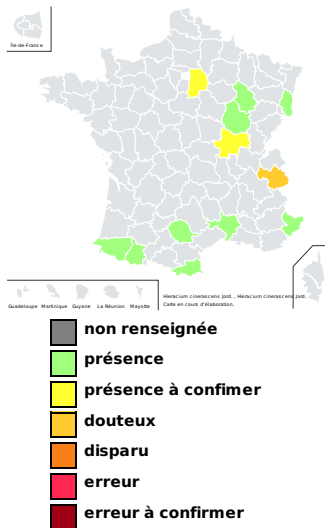 Île-de-France
Guadeloupe Martinique Guyane La Réunion Mayotte
Hieracium cinerascens Jord. , Hieracium cinerascens Jord.
Carte en cours d'élaboration.
non renseignée
présence
présence à confimer
douteux
disparu
erreur
erreur à confirmer